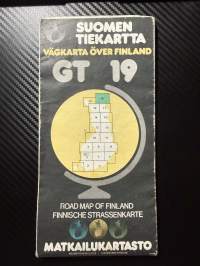 SUOMEN
TIEKARTTA
VÄGKARTA ÖVER FINLAND
GT 19
ROAD MAP OF FINLAND
FINNISCHE STRASSENKARTE
MATKAILUKARTASTO